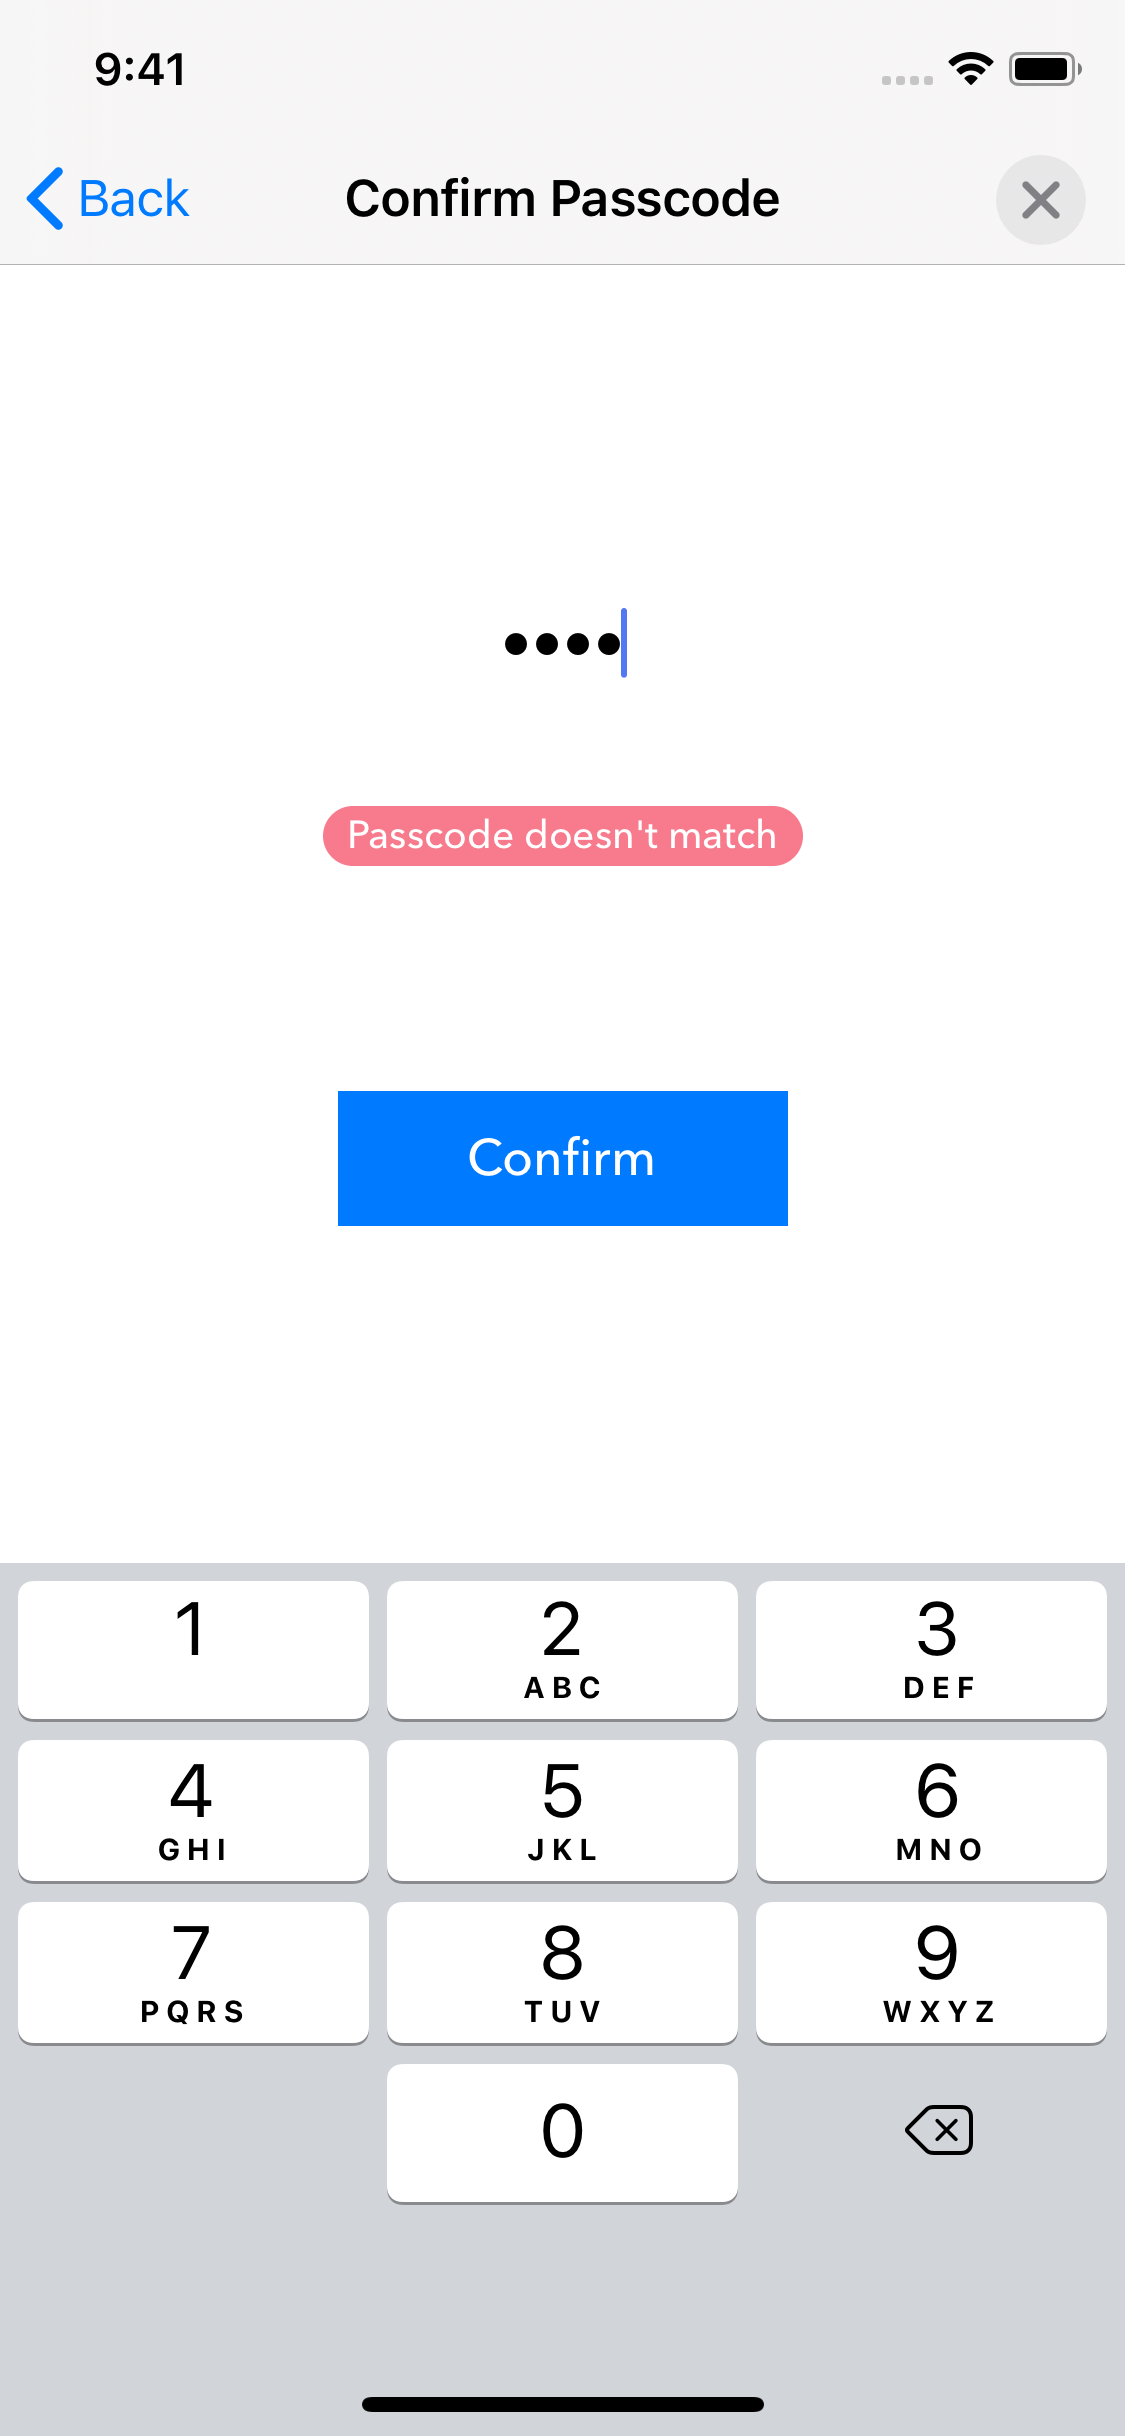 9:41
Back
Confirm Passcode
••••
Passcode doesn't match
Confirm
1
2
3
ABC
DEF
4
5
6
GHI
JKL
MNO
7
8
9
PQRS
TUV
WXYZ
0